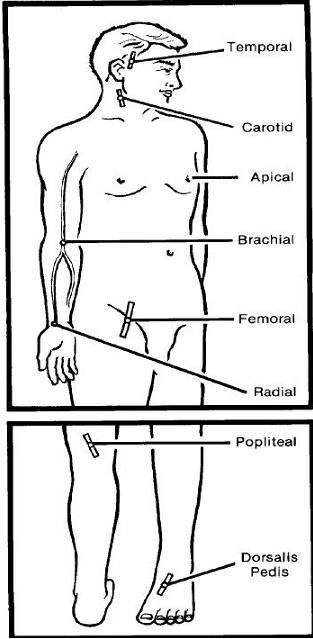 Temporal
Carotid
Apical
Brachial
Femoral
Radial
Popliteal
Dorsalis
Pedis